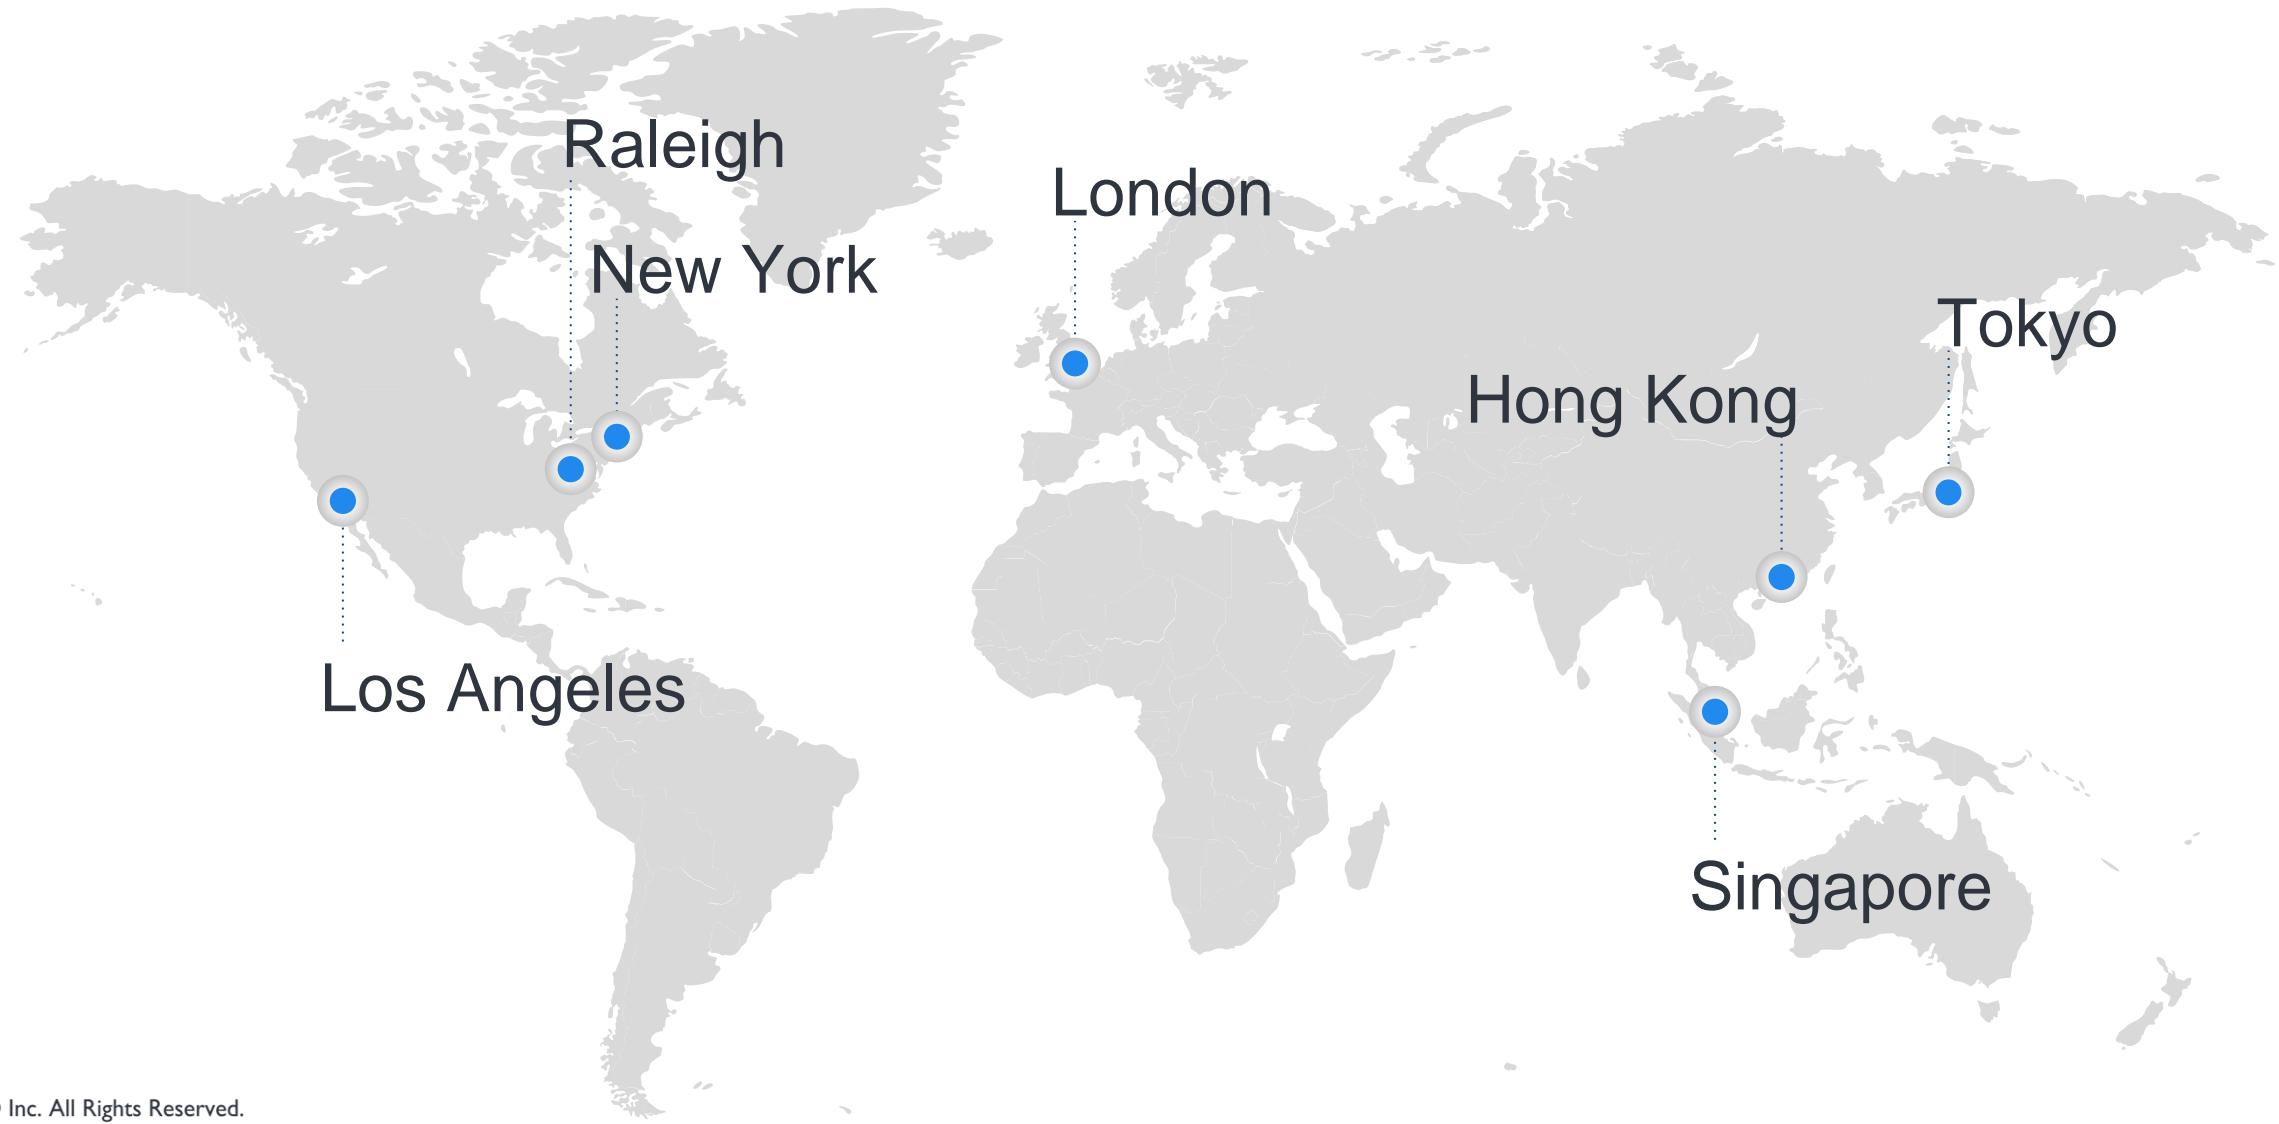 Raleigh
London
New York
Tokyo
Hong Kong
Los Angeles
Singapore
Inc. All Rights Reserved.